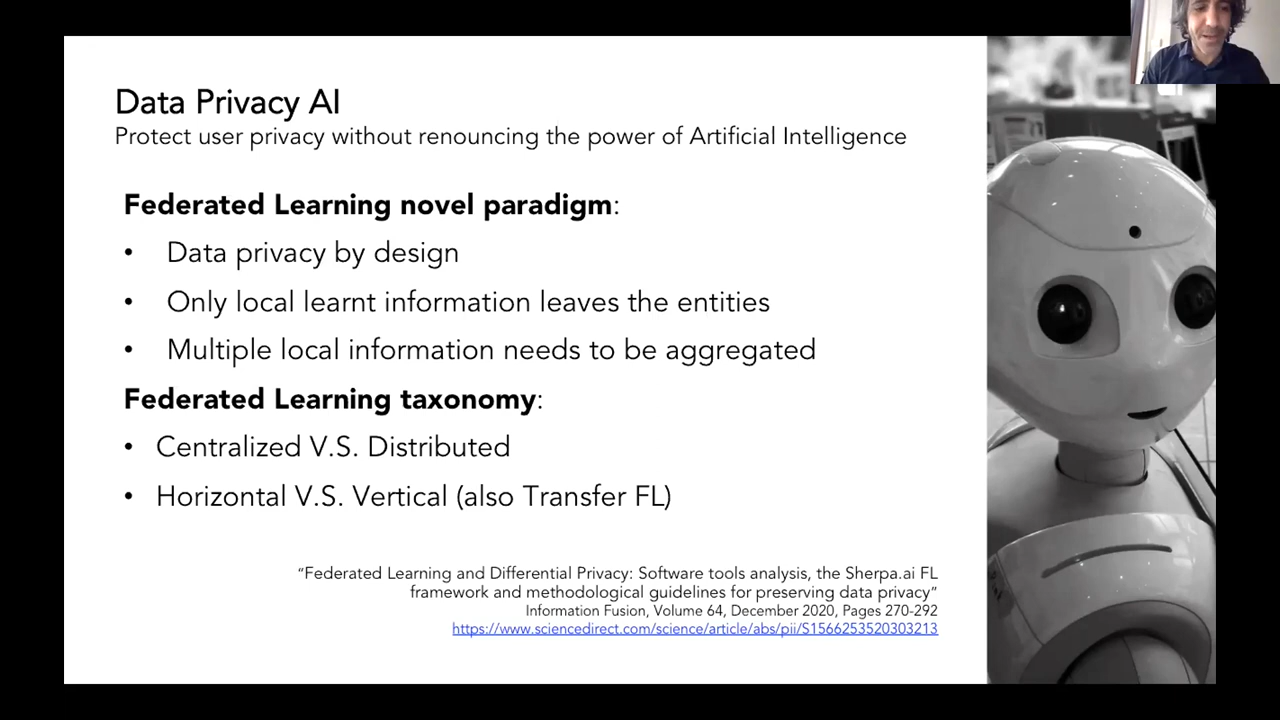 Data Privacy AI
Protect user privacy without renouncing the power of Artificial Intelligence
Federated Learning novel paradigm:
• Data privacy by design
• Only local learnt information leaves the entities
• Multiple local information needs to be aggregated
Federated Learning taxonomy:
• Centralized V.S. Distributed
• Horizontal V.S. Vertical (also Transfer FL)
“Federated Learning and Differential Privacy: Software tools analysis, the Sherpa.ai FL
framework and methodological guidelines for preserving data privacy”
Information Fusion, Volume 64, December 2020, Pages 270-292
https://www.sciencedirect.com/science/article/abs/pii/S1566253520303213